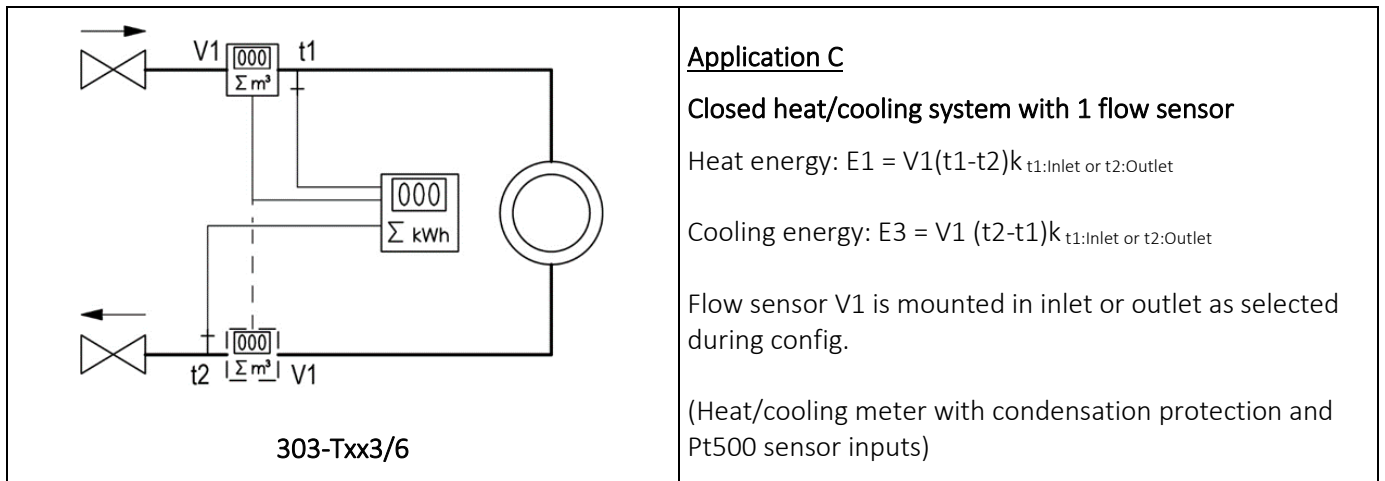 V1 000 t1
Σ m³
000
Σ kWh
000
t2 Σ m³ V1
303-Txx3/6
Application C
Closed heat/cooling system with 1 flow sensor
Heat energy: E1 = V1(t1-t2)k t1:Inlet or t2:Outlet
Cooling energy: E3 = V1 (t2-t1)k t1:Inlet or t2:Outlet
Flow sensor V1 is mounted in inlet or outlet as selected
during config.
(Heat/cooling meter with condensation protection and
Pt500 sensor inputs)